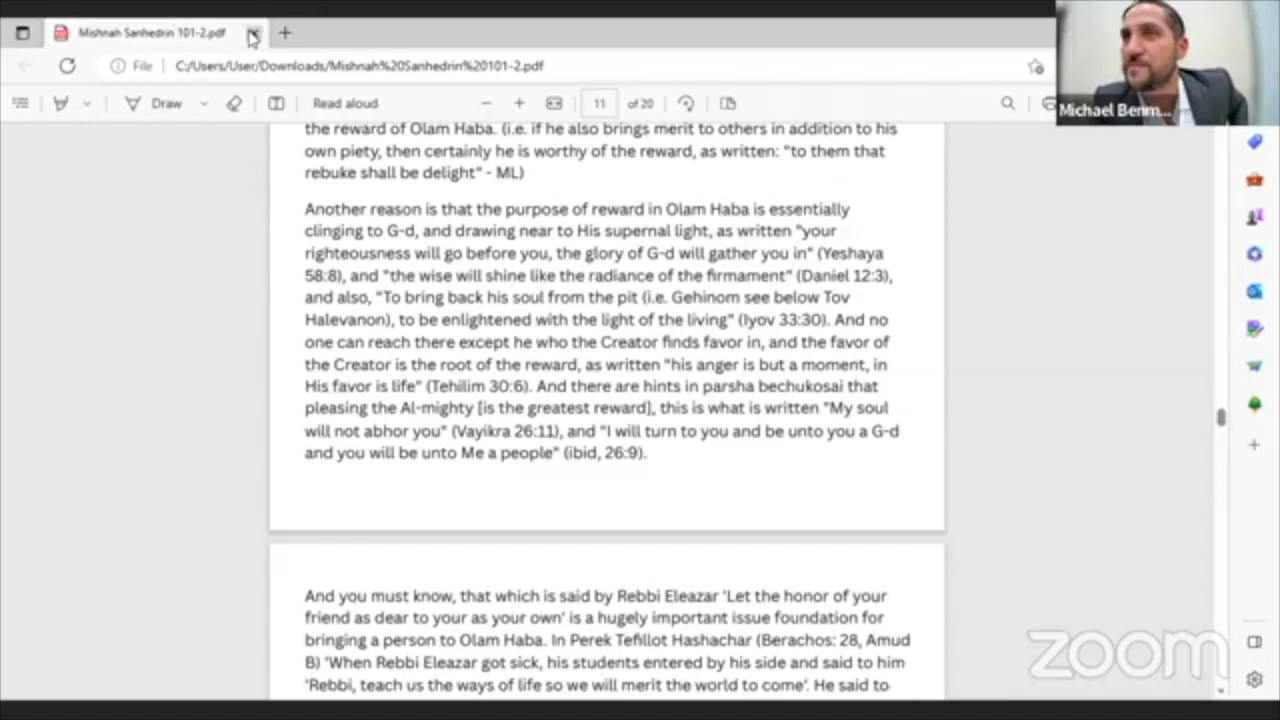 Mishnah Sanhedrin 101-2.pdf
File
C:/Users/User/Downloads/Mishnah%20Sanhedrin%20101-2.pdf
Michael Benm...
Draw
Read aloud
11 of 20
the reward of Olam Haba. (i.e. if he also brings merit to others in addition to his
own piety, then certainly he is worthy of the reward, as written: "to them that
rebuke shall be delight" - ML)
Another reason is that the purpose of reward in Olam Haba is essentially
clinging to G-d, and drawing near to His supernal light, as written "your
righteousness will go before you, the glory of G-d will gather you in" (Yeshaya
58:8), and "the wise will shine like the radiance of the firmament" (Daniel 12:3),
and also, "To bring back his soul from the pit (i.e. Gehinom see below Tov
Halevanon), to be enlightened with the light of the living" (Iyov 33:30). And no
one can reach there except he who the Creator finds favor in, and the favor of
the Creator is the root of the reward, as written "his anger is but a moment, in
His favor is life" (Tehilim 30:6). And there are hints in parsha bechukosai that
pleasing the Al-mighty [is the greatest reward], this is what is written "My soul
will not abhor you" (Vayikra 26:11), and "I will turn to you and be unto you a G-d
and you will be unto Me a people" (ibid, 26:9).
And you must know, that which is said by Rebbi Eleazar 'Let the honor of your
friend as dear to your as your own' is a hugely important issue foundation for
bringing a person to Olam Haba. In Perek Tefillot Hashachar (Berachos: 28, Amud
B) 'When Rebbi Eleazar got sick, his students entered by his side and said to him
'Rebbi, teach us the ways of life so we will merit the world to come'. He said to
zoom